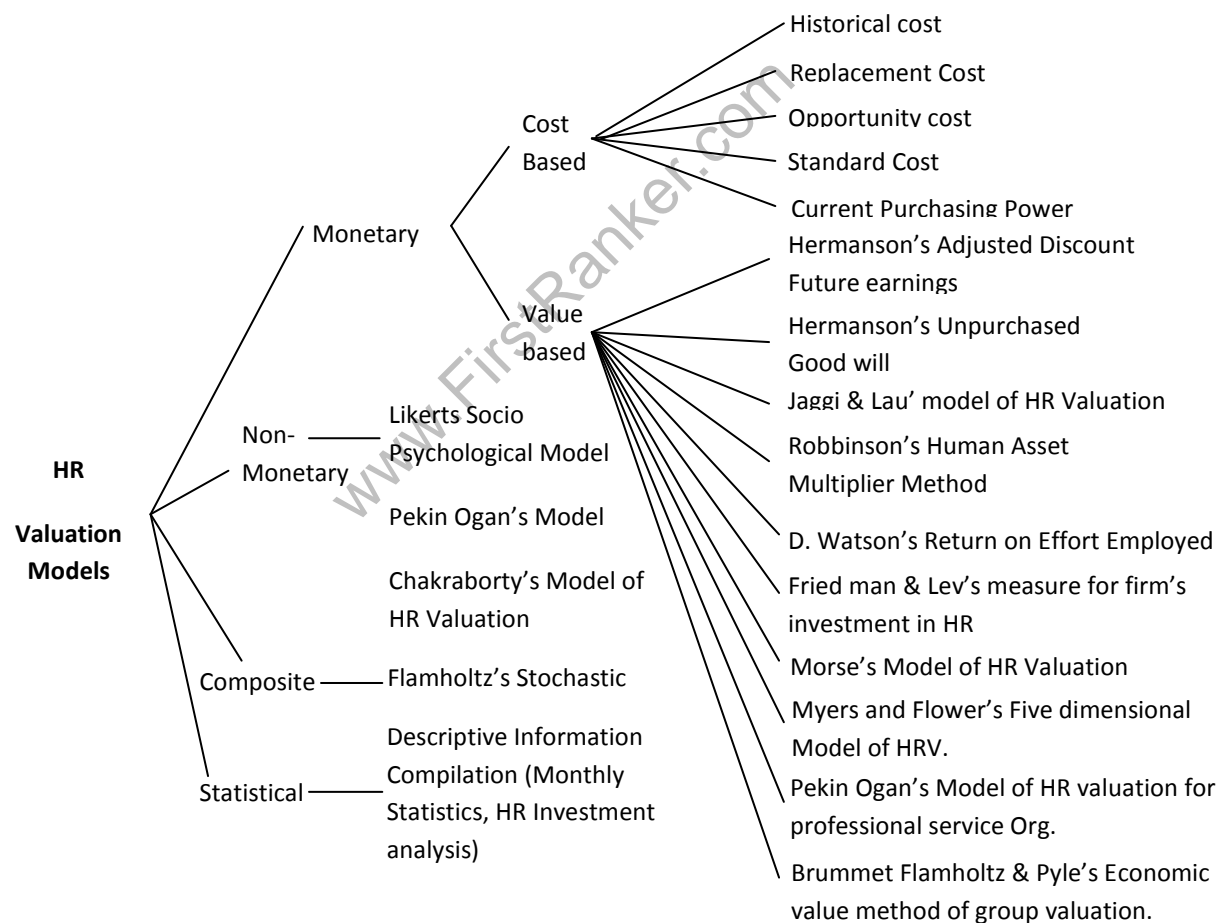 HR
Valuation
Models
Monetary
Cost
Based
Historical cost
Replacement Cost
Opportunity cost
Standard Cost
Current Purchasing Power
Value
based
Hermanson's Adjusted Discount
Future earnings
Hermanson's Unpurchased
Good will
Jaggi & Lau' model of HR Valuation
Robbinson's Human Asset
Multiplier Method
D. Watson's Return on Effort Employed
Fried man & Lev's measure for firm's
investment in HR
Morse's Model of HR Valuation
Myers and Flower's Five dimensional
Model of HRV.
Pekin Ogan's Model of HR valuation for
professional service Org.
Brummet Flamholtz & Pyle's Economic
value method of group valuation.
Non-
Monetary
Likerts Socio
Psychological Model
Pekin Ogan's Model
Chakraborty's Model of
HR Valuation
Composite
Flamholtz's Stochastic
Statistical
Descriptive Information
Compilation (Monthly
Statistics, HR Investment
analysis)
www.FirstRanker.com